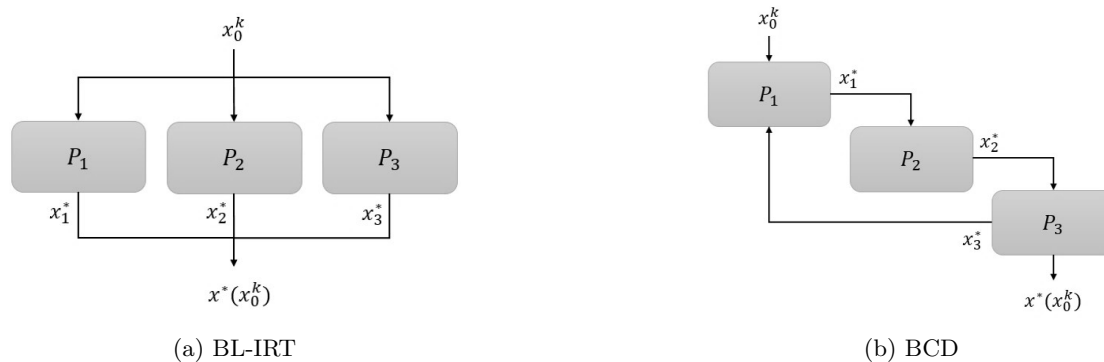 $x_0^k$
$P_1$ $P_2$ $P_3$
$x_1^*$ $x_2^*$ $x_3^*$
$x^*(x_0^k)$
(a) BL-IRT
$x_0^k$
$P_1$
$x_1^*$
$P_2$
$x_2^*$
$P_3$
$x_3^*$
$x^*(x_0^k)$
(b) BCD